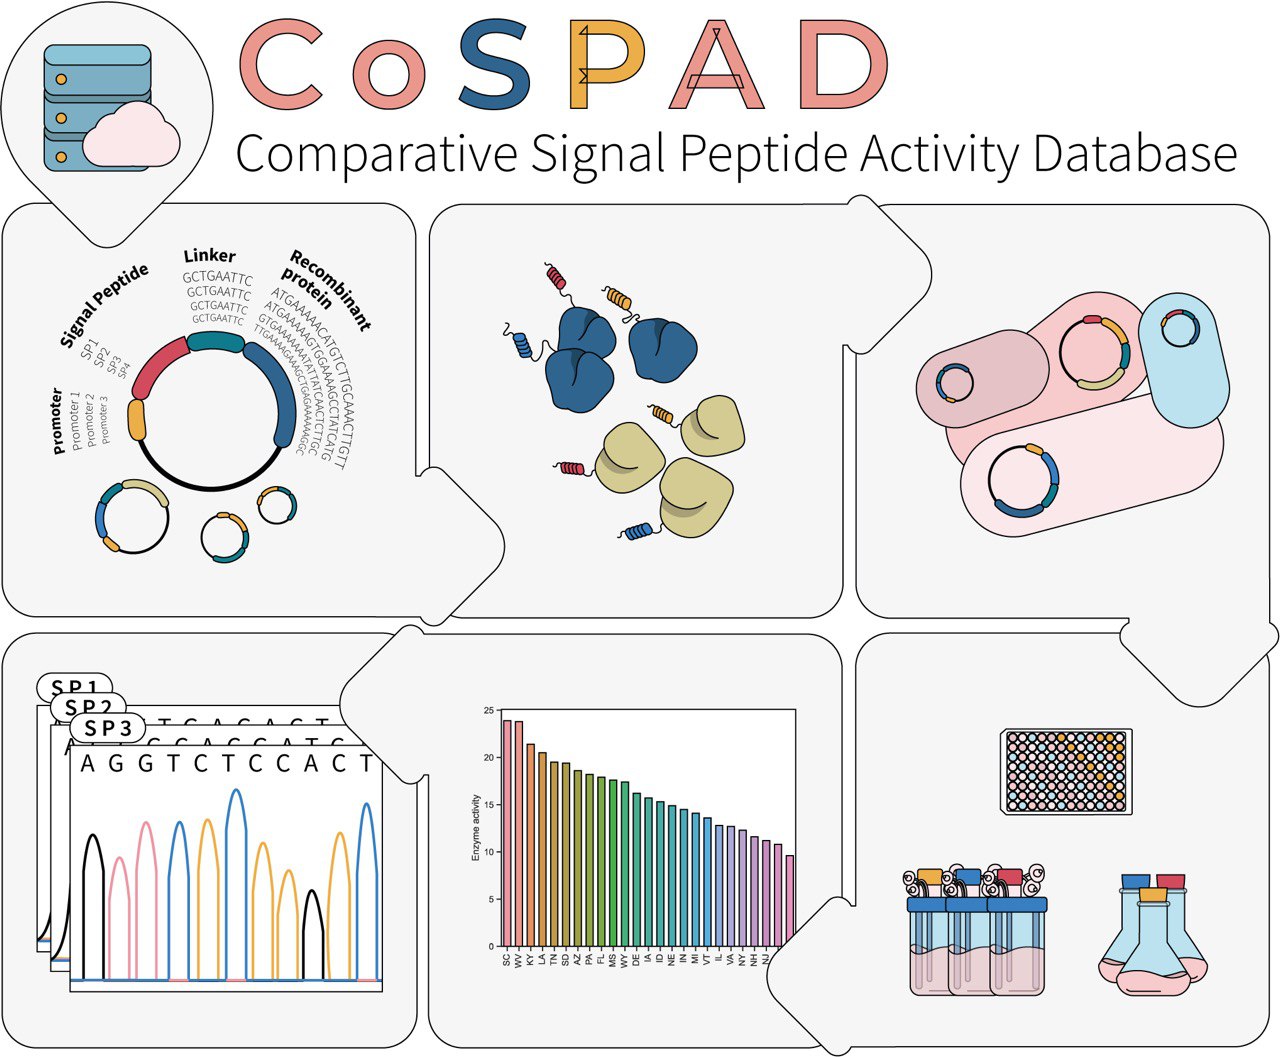 CoSPAD
Comparative Signal Peptide Activity Database
Signal Peptide
SP1
SP2
SP3
SP4
Linker
GCTGAATTC
GCTGAATTC
GCTGAATTC
GCTGAATTC
Recombinant
protein
Promoter
Promoter 1
Promoter 2
Promoter 3
SP1
SP2
SP3
AGGTCTCCACT
Enzyme activity
25
20
15
10
5
0
SC WV KY LA TN SD AZ PA FL MS WY DE IA ID NE IN MI VT IL VA NY NH NJ